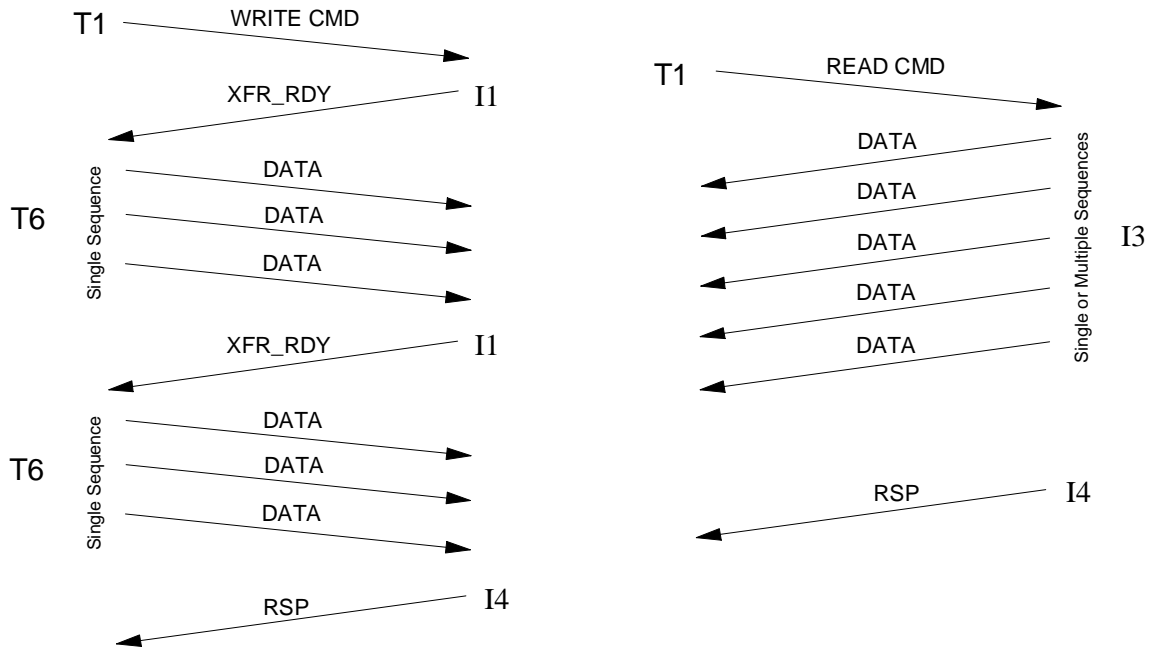 T1
WRITE CMD
XFR_RDY
I1
Single Sequence
T6
DATA
DATA
DATA
XFR_RDY
I1
Single Sequence
T6
DATA
DATA
DATA
RSP
I4
T1
READ CMD
DATA
DATA
DATA
DATA
DATA
Single or Multiple Sequences
I3
RSP
I4